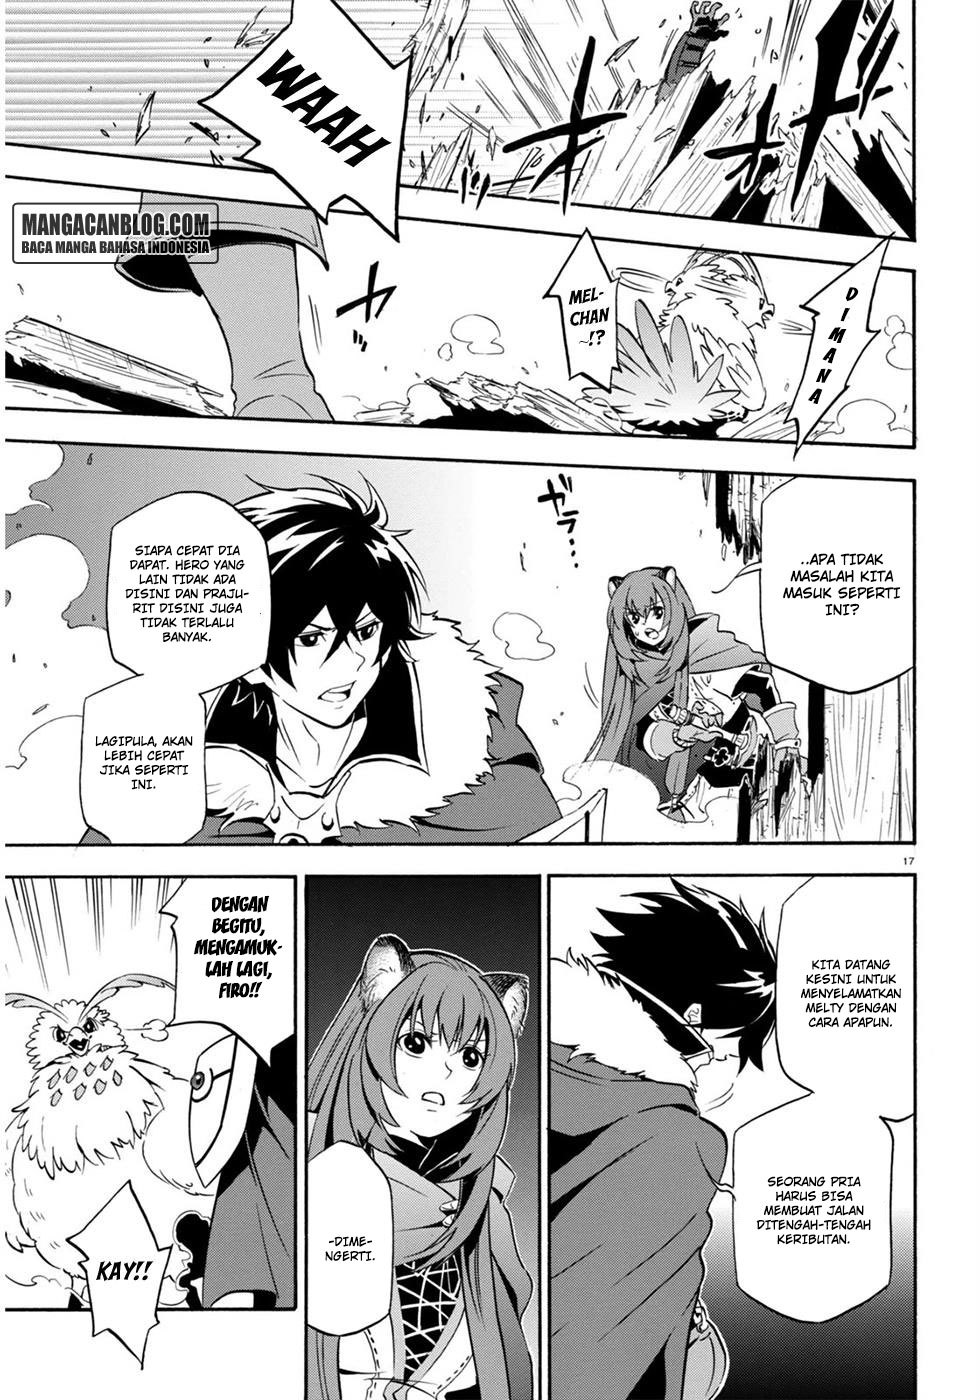 WAAH
MANGACANBLOG.COM
BACA MANGA BAHASA INDONESIA
DIMANA
MEL-
CHAN
~!?
..APA TIDAK
MASALAH KITA
MASUK SEPERTI
INI?
ガラ...
SIAPA CEPAT DIA
DAPAT. HERO YANG
LAIN TIDAK ADA
DISINI DAN PRAJU-
RIT DISINI JUGA
TIDAK TERLALU
BANYAK.
LAGIPULA, AKAN
LEBIH CEPAT
JIKA SEPERTI
INI.
17
KITA DATANG
KESINI UNTUK
MENYELAMATKAN
MELTY DENGAN
CARA APAPUN.
SEORANG PRIA
HARUS BISA
MEMBUAT JALAN
DITENGAH-TENGAH
KERIBUTAN.
-DIME-
NGERTI.
DENGAN
BEGITU,
MENGAMUK-
LAH LAGI,
FIRO!!
KAY!!